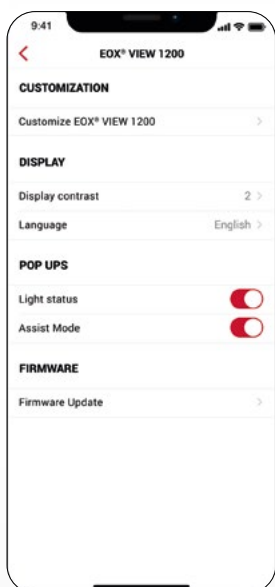 9:41
EOX® VIEW 1200
CUSTOMIZATION
Customize EOX® VIEW 1200
DISPLAY
Display contrast 2
Language English
POP UPS
Light status
Assist Mode
FIRMWARE
Firmware Update